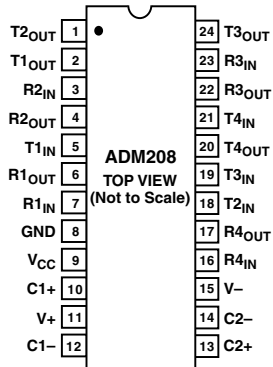 T2OUT 1 24 T3OUT
T1OUT 2 23 R3IN
R2IN 3 22 R3OUT
R2OUT 4 21 T4IN
T1IN 5 20 T4OUT
R1OUT 6 19 T3IN
R1IN 7 18 T2IN
GND 8 17 R4OUT
VCC 9 16 R4IN
C1+ 10 15 V–
V+ 11 14 C2–
C1– 12 13 C2+
ADM208
TOP VIEW
(Not to Scale)